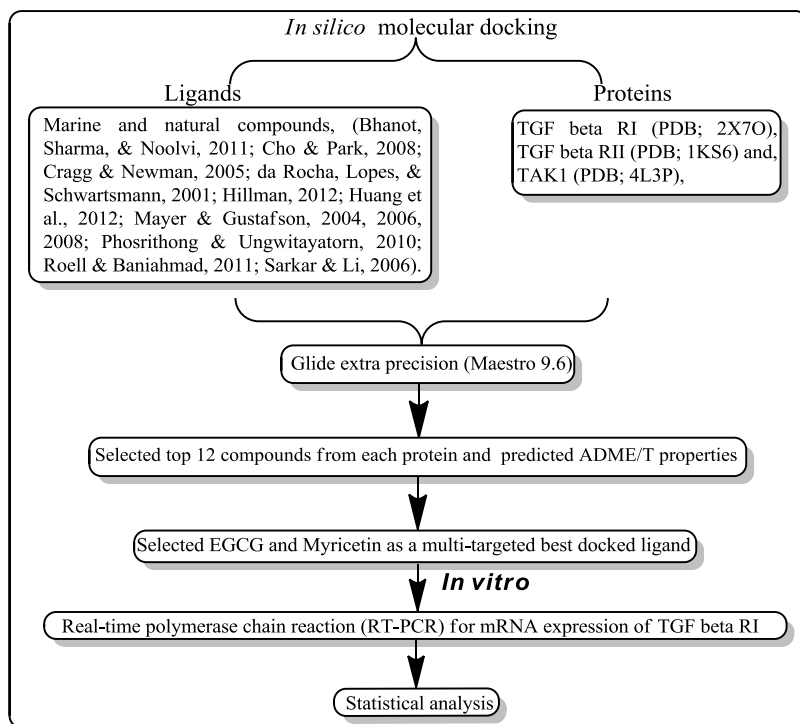 In silico molecular docking
Ligands
Marine and natural compounds, (Bhanot,
Sharma, & Noolvi, 2011; Cho & Park, 2008;
Cragg & Newman, 2005; da Rocha, Lopes,
& Schwartsmann, 2001; Hillman, 2012; Huang
et al., 2012; Mayer & Gustafson, 2004, 2006,
2008; Phosrithong & Ungwitayatorn, 2010;
Roell & Baniahmad, 2011; Sarkar & Li, 2006).
Proteins
TGF beta RI (PDB; 2X7O),
TGF beta RII (PDB; 1KS6) and,
TAK1 (PDB; 4L3P),
Glide extra precision (Maestro 9.6)
Selected top 12 compounds from each protein and predicted ADME/T properties
Selected EGCG and Myricetin as a multi-targeted best docked ligand
In vitro
Real-time polymerase chain reaction (RT-PCR) for mRNA expression of TGF beta RI
Statistical analysis